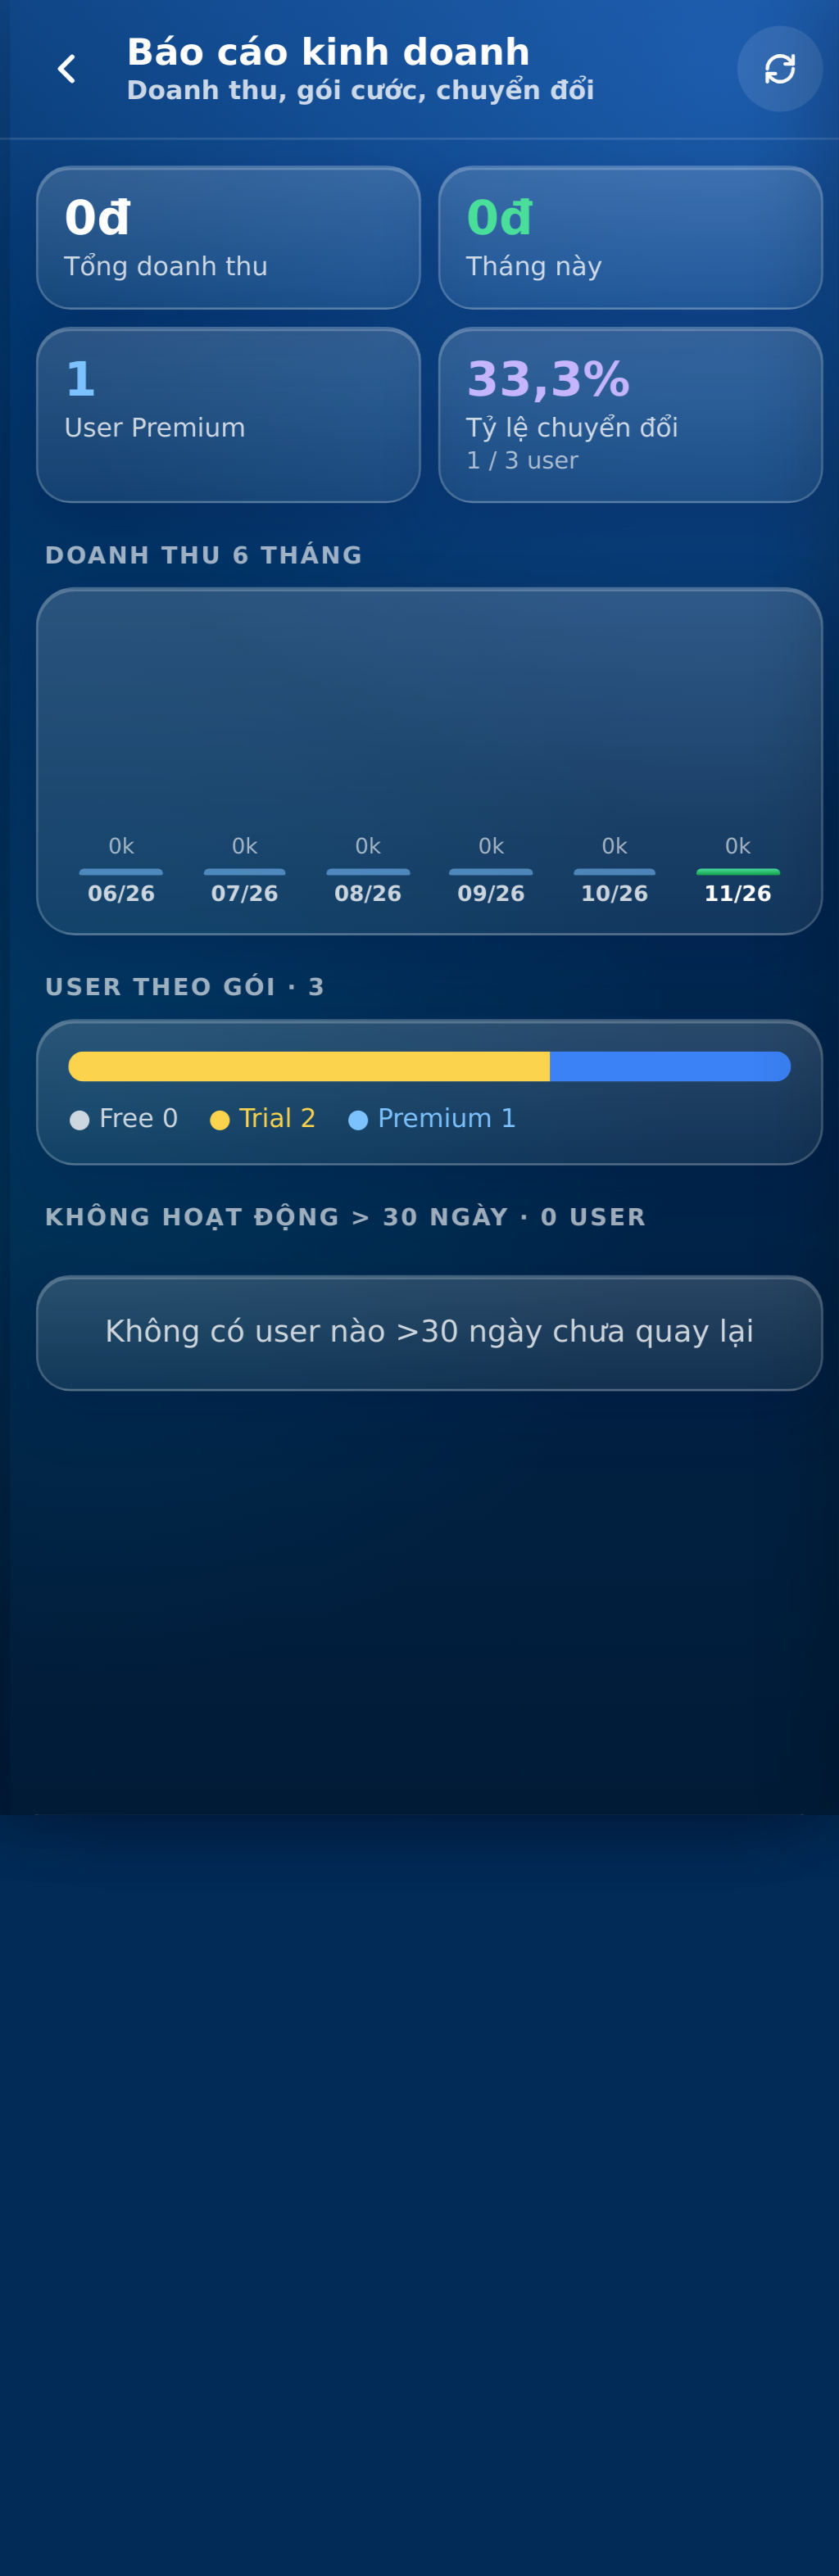 Báo cáo kinh doanh
Doanh thu, gói cước, chuyển đổi
0đ
Tổng doanh thu
0đ
Tháng này
1
User Premium
33,3%
Tỷ lệ chuyển đổi
1 / 3 user
DOANH THU 6 THÁNG
0k 0k 0k 0k 0k 0k
06/26 07/26 08/26 09/26 10/26 11/26
USER THEO GÓI · 3
Free 0 Trial 2 Premium 1
KHÔNG HOẠT ĐỘNG > 30 NGÀY · 0 USER
Không có user nào >30 ngày chưa quay lại